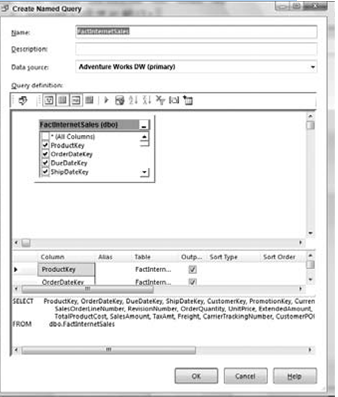 Create Named Query
Name:
FactInternetSales
Description:
Data source:
Adventure Works DW (primary)
Query definition:
FactInternetSales (dbo)
* (All Columns)
ProductKey
OrderDateKey
DueDateKey
ShipDateKey
Column Alias Table Outp... Sort Type Sort Order
ProductKey FactIntern...
OrderDateKey FactIntern...
SELECT ProductKey, OrderDateKey, DueDateKey, ShipDateKey, CustomerKey, PromotionKey, Curren
SalesOrderLineNumber, RevisionNumber, OrderQuantity, UnitPrice, ExtendedAmount,
TotalProductCost, SalesAmount, TaxAmt, Freight, CarrierTrackingNumber, CustomerPOI
FROM dbo.FactInternetSales
OK Cancel Help